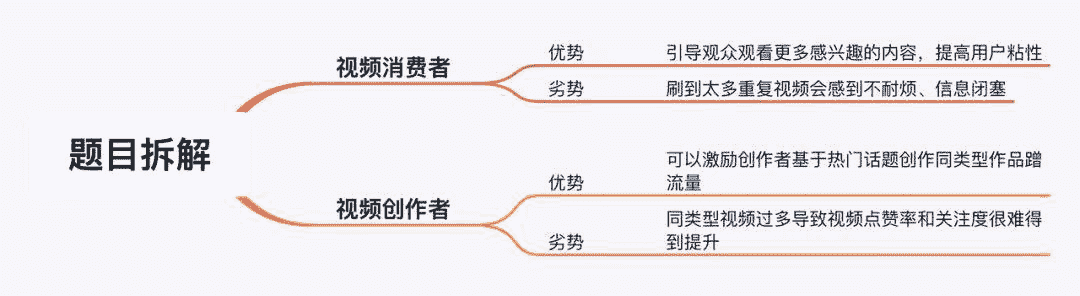 题目拆解
视频消费者
优势
引导观众观看更多感兴趣的内容，提高用户粘性
劣势
刷到太多重复视频会感到不耐烦、信息闭塞
视频创作者
优势
可以激励创作者基于热门话题创作同类型作品蹭
流量
劣势
同类型视频过多导致视频点赞率和关注度很难得
到提升